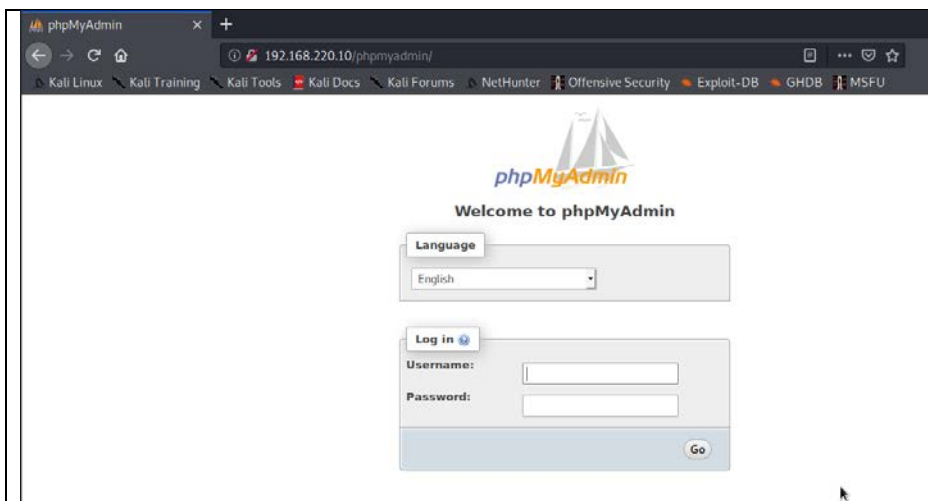 phpMyAdmin
192.168.220.10/phpmyadmin/
Kali Linux Kali Training Kali Tools Kali Docs Kali Forums NetHunter Offensive Security Exploit-DB GHDB MSFU
phpMyAdmin
Welcome to phpMyAdmin
Language
English
Log in
Username:
Password:
Go